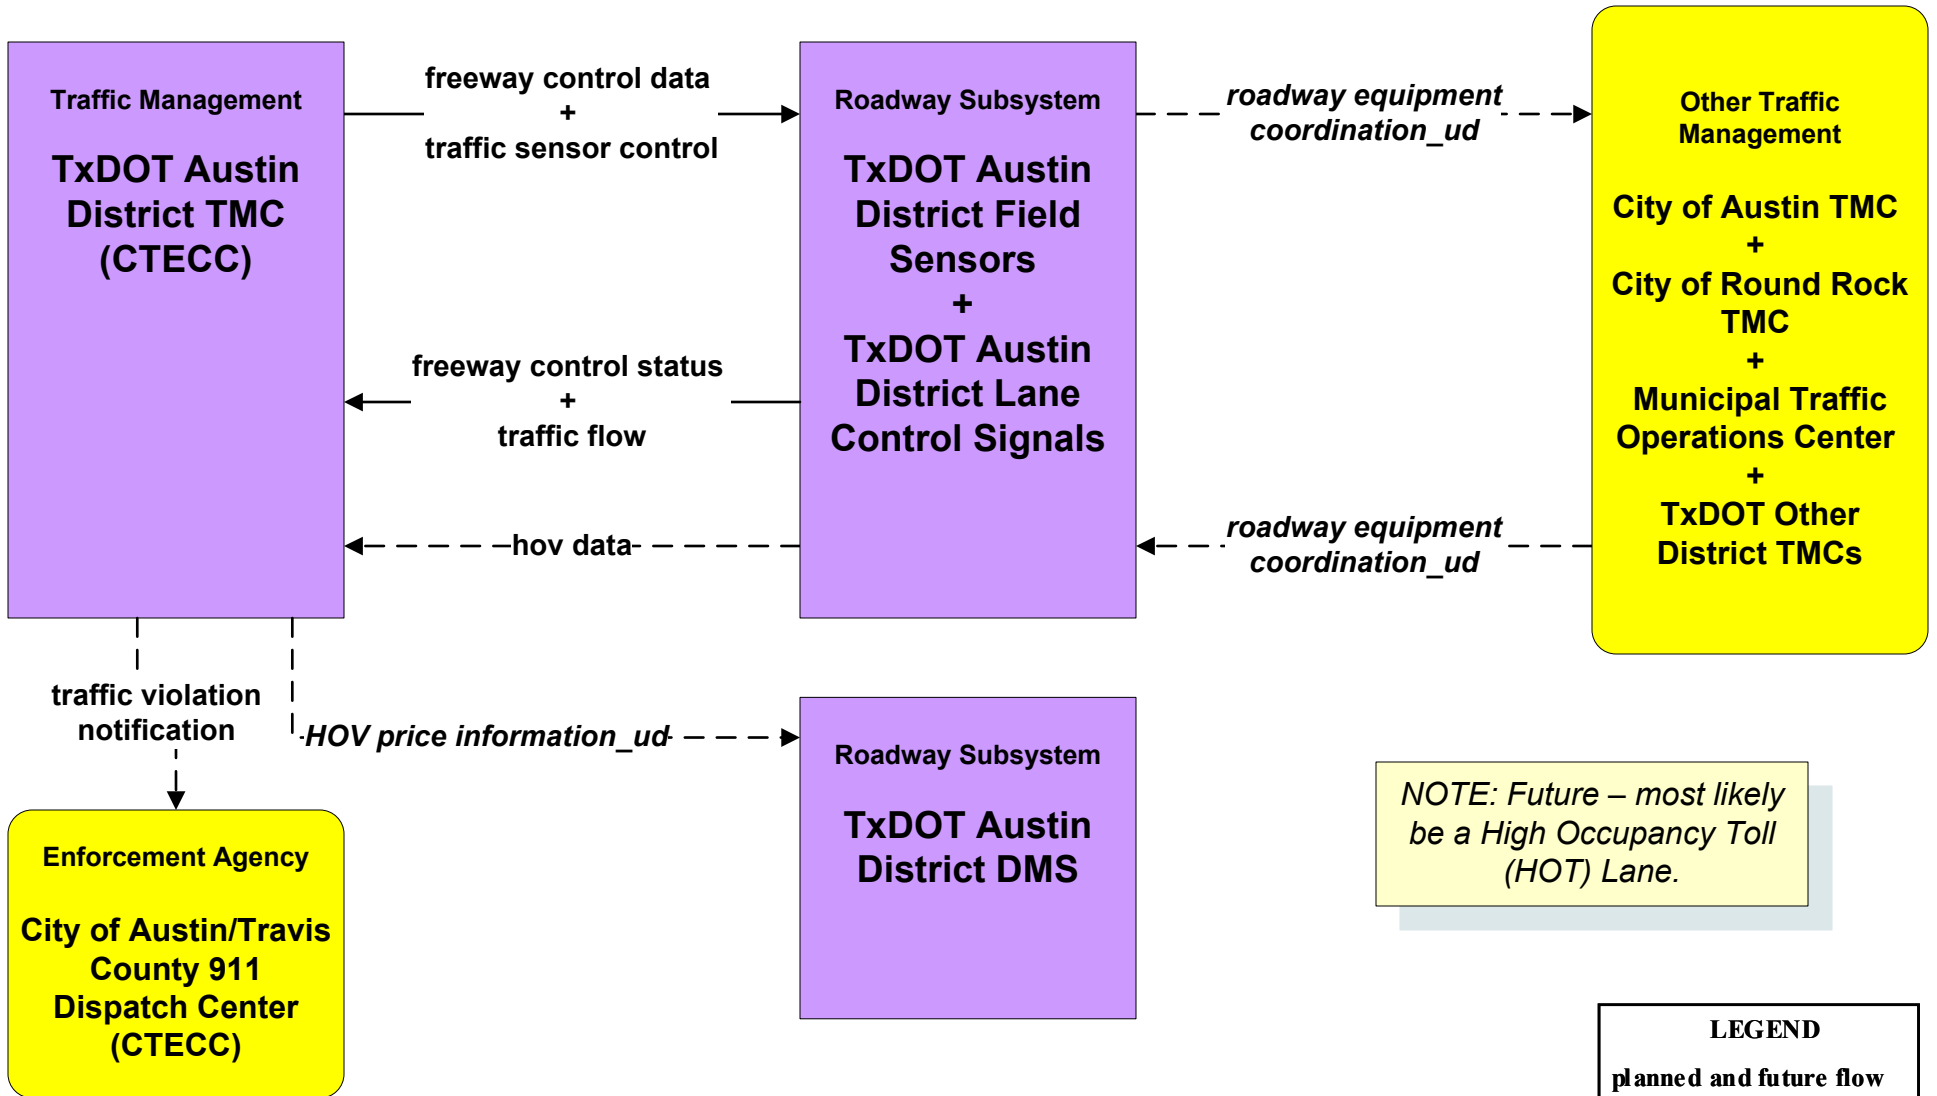 Traffic Management
TxDOT Austin
District TMC
(CTECC)
freeway control data
+
traffic sensor control
freeway control status
+
traffic flow
hov data
Roadway Subsystem
TxDOT Austin
District Field
Sensors
+
TxDOT Austin
District Lane
Control Signals
roadway equipment
coordination_ud
roadway equipment
coordination_ud
Other Traffic
Management
City of Austin TMC
+
City of Round Rock
TMC
+
Municipal Traffic
Operations Center
+
TxDOT Other
District TMCs
traffic violation
notification
HOV price information_ud
Enforcement Agency
City of Austin/Travis
County 911
Dispatch Center
(CTECC)
Roadway Subsystem
TxDOT Austin
District DMS
NOTE: Future – most likely
be a High Occupancy Toll
(HOT) Lane.
LEGEND
planned and future flow